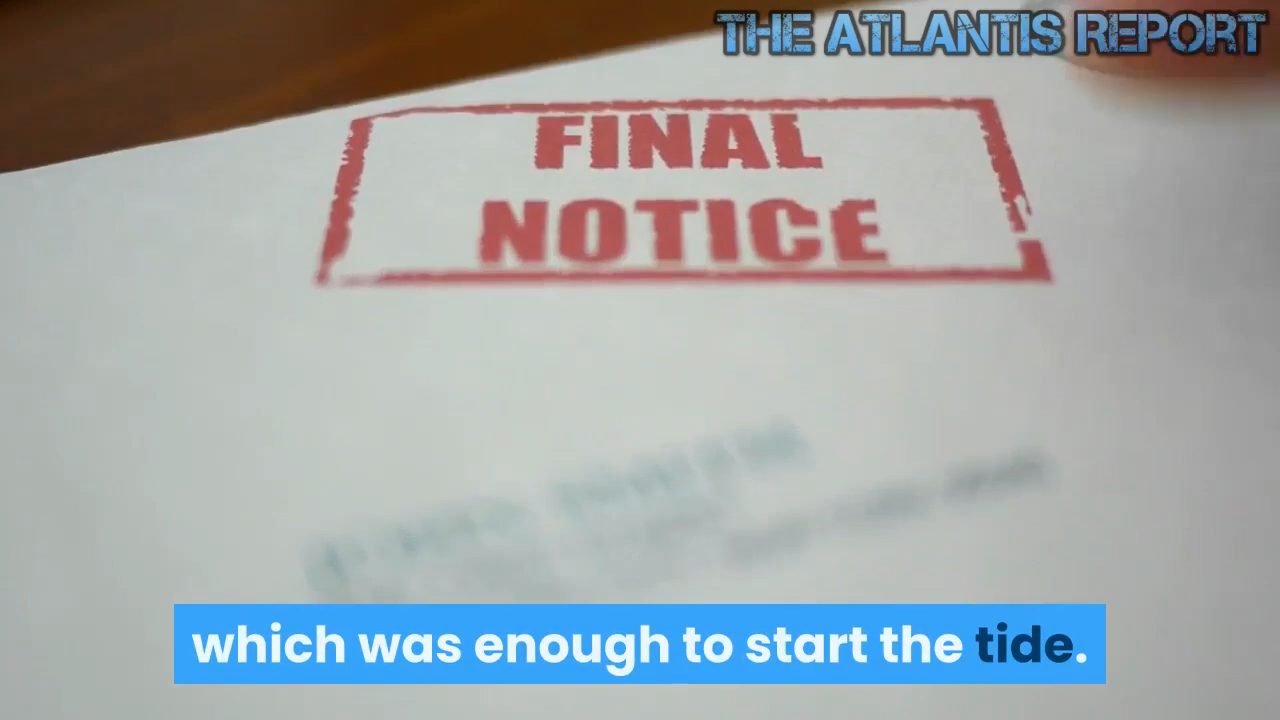 THE ATLANTIS REPORT
FINAL
NOTICE
which was enough to start the tide.